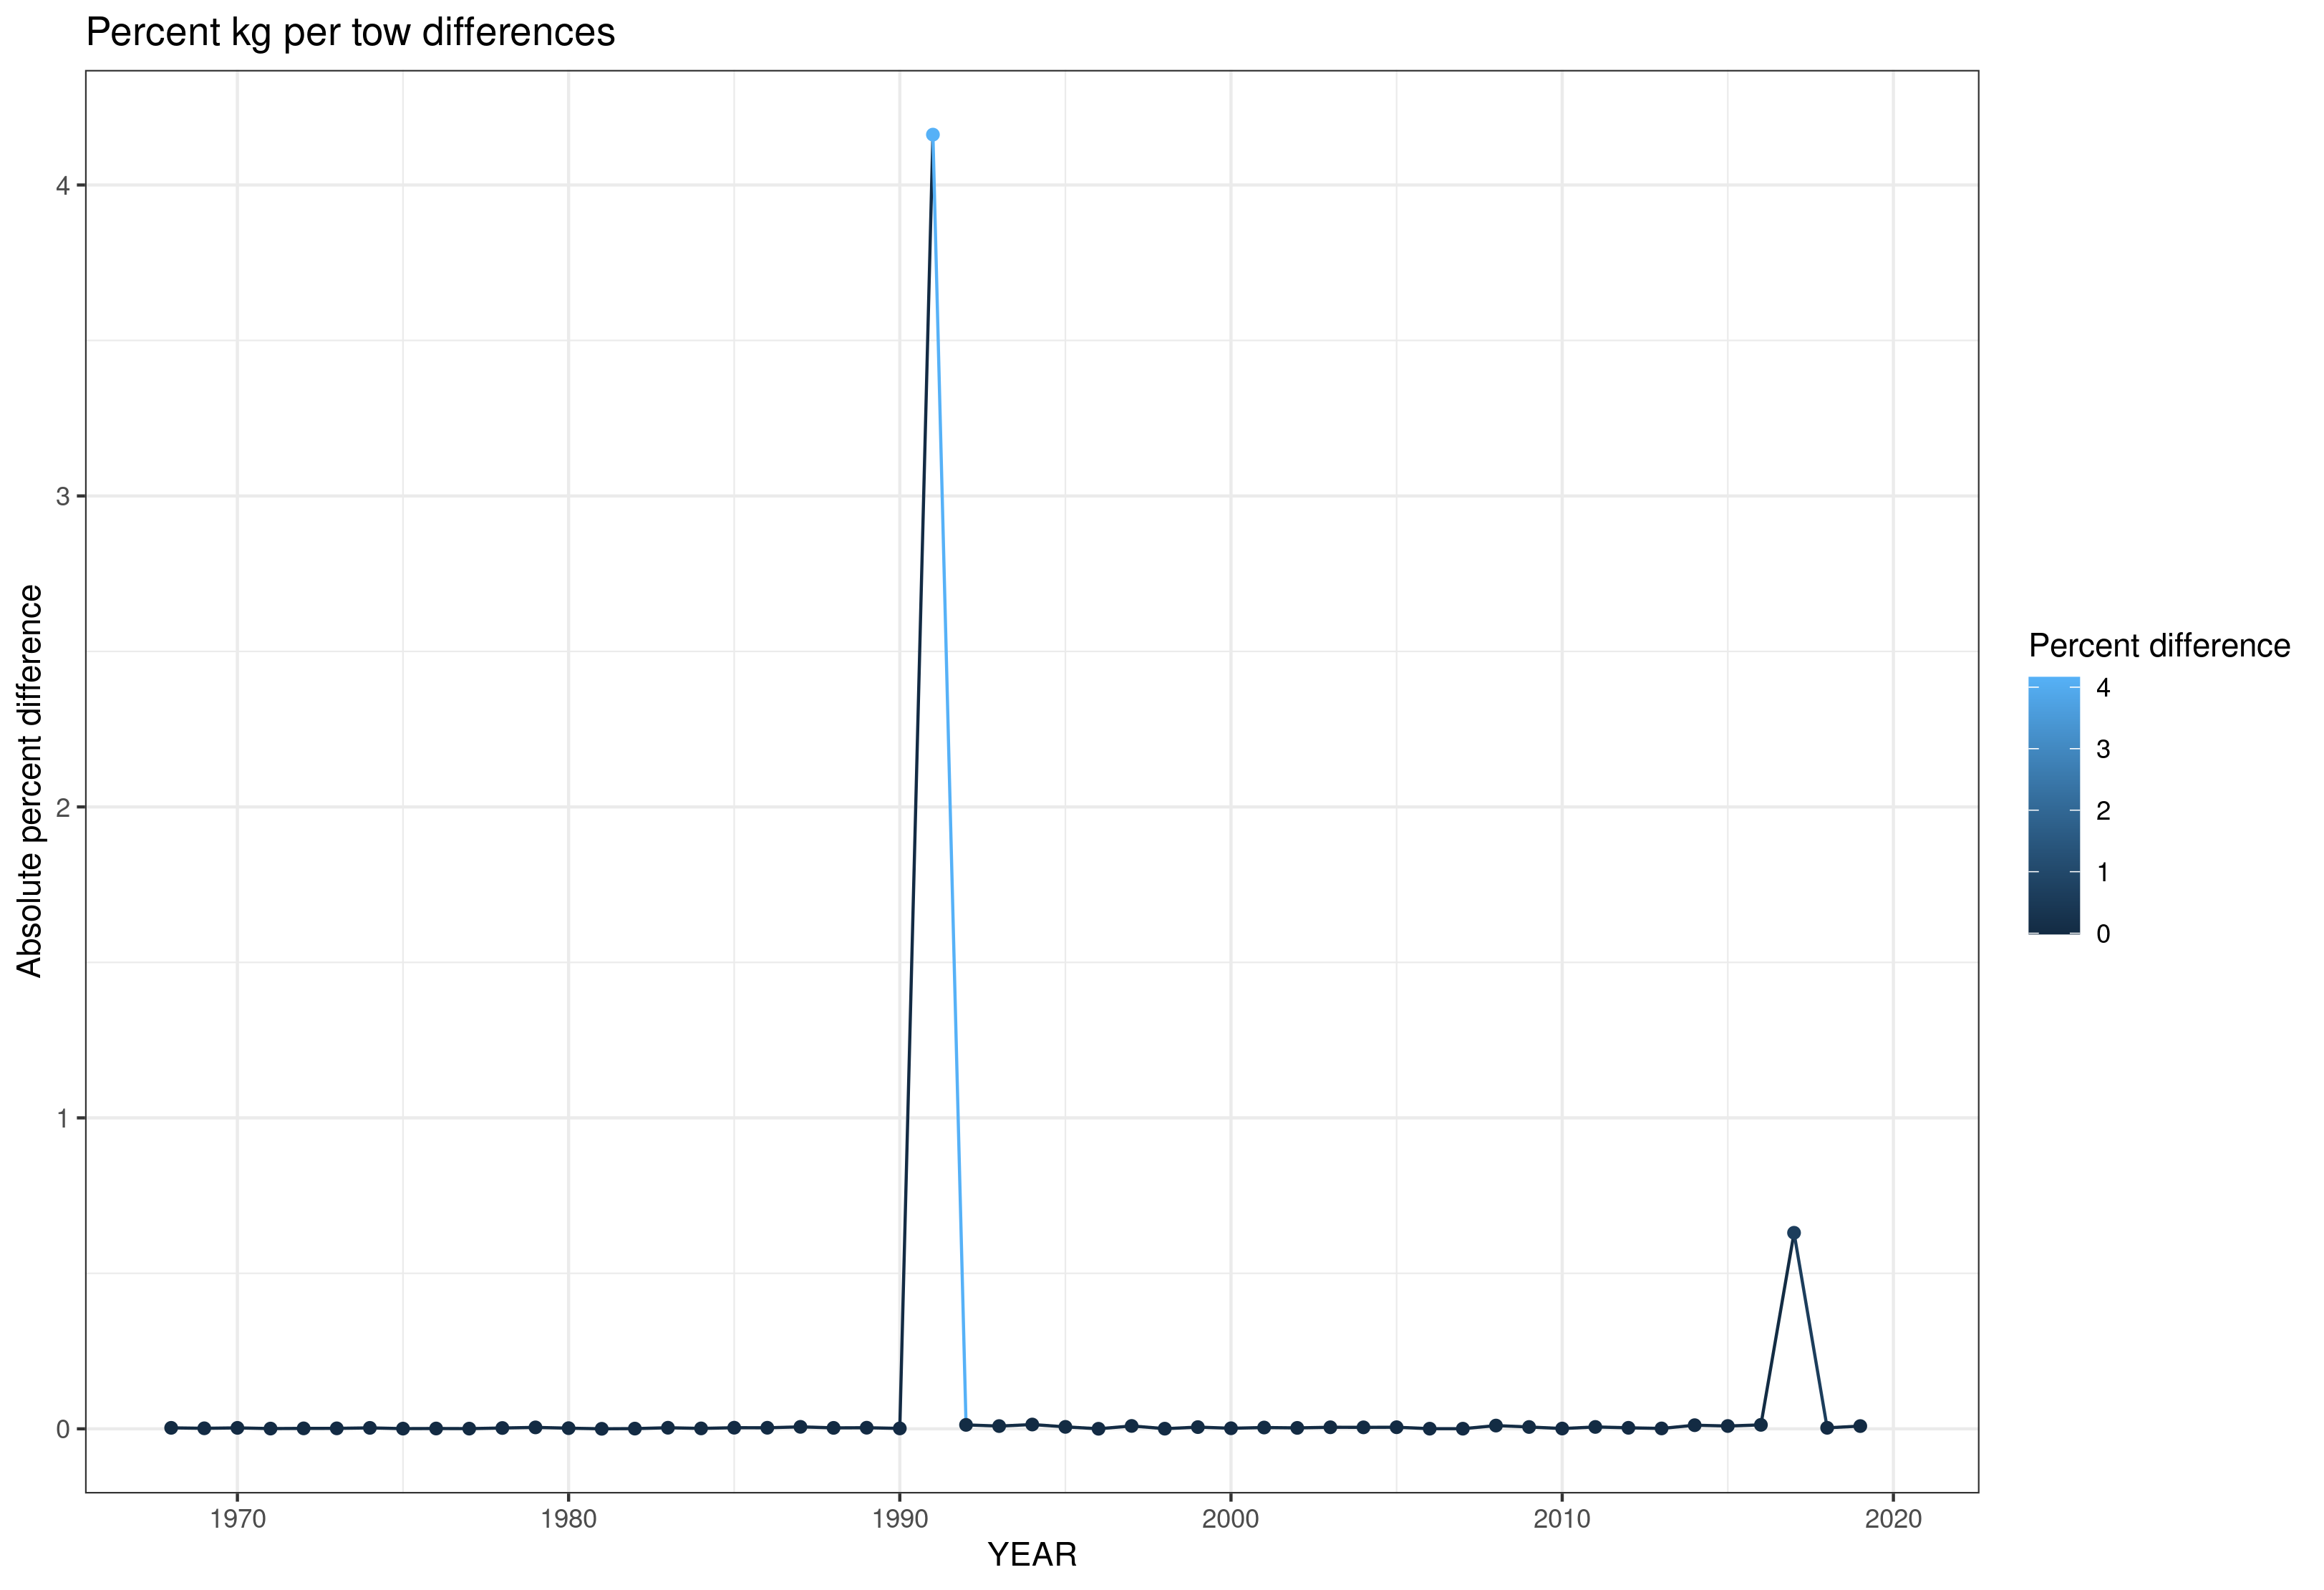 Percent kg per tow differences
Absolute percent difference
4
3
2
1
0
1970 1980 1990 2000 2010 2020
YEAR
Percent difference
4
3
2
1
0